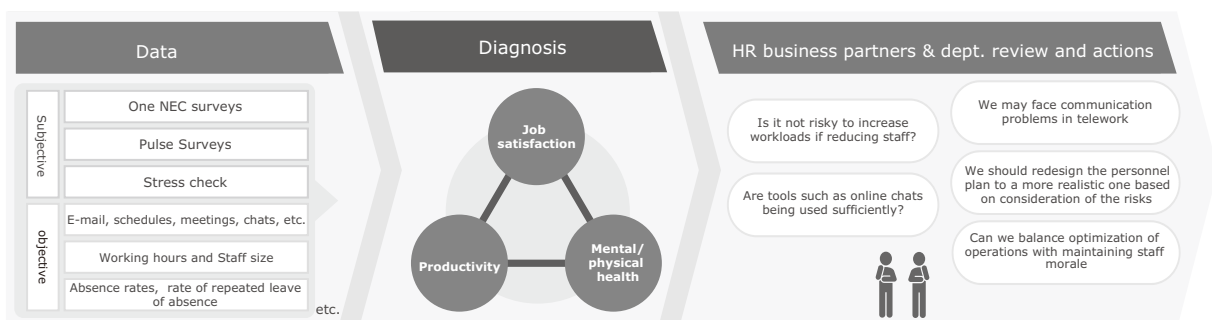 Data
Subjective
One NEC surveys
Pulse Surveys
Stress check
objective
E-mail, schedules, meetings, chats, etc.
Working hours and Staff size
Absence rates, rate of repeated leave
of absence
etc.
Diagnosis
Job
satisfaction
Productivity
Mental/
physical
health
HR business partners & dept. review and actions
Is it not risky to increase
workloads if reducing staff?
Are tools such as online chats
being used sufficiently?
We may face communication
problems in telework
We should redesign the personnel
plan to a more realistic one based
on consideration of the risks
Can we balance optimization of
operations with maintaining staff
morale